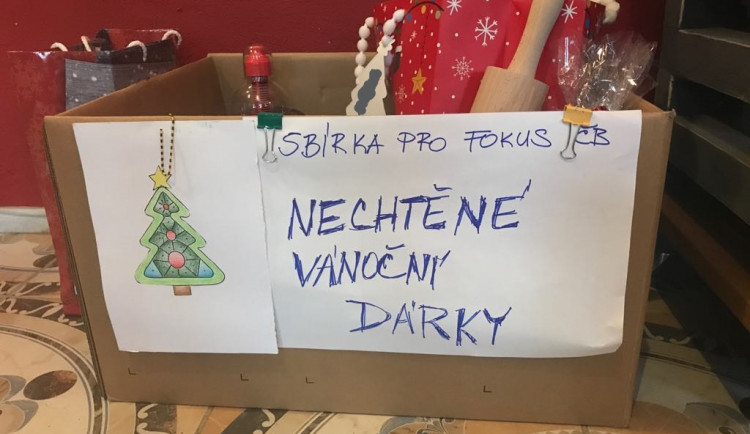 SBÍRKA PRO FOKUS ČB
NECHTĚNÉ
VÁNOČNÍ
DÁRKY